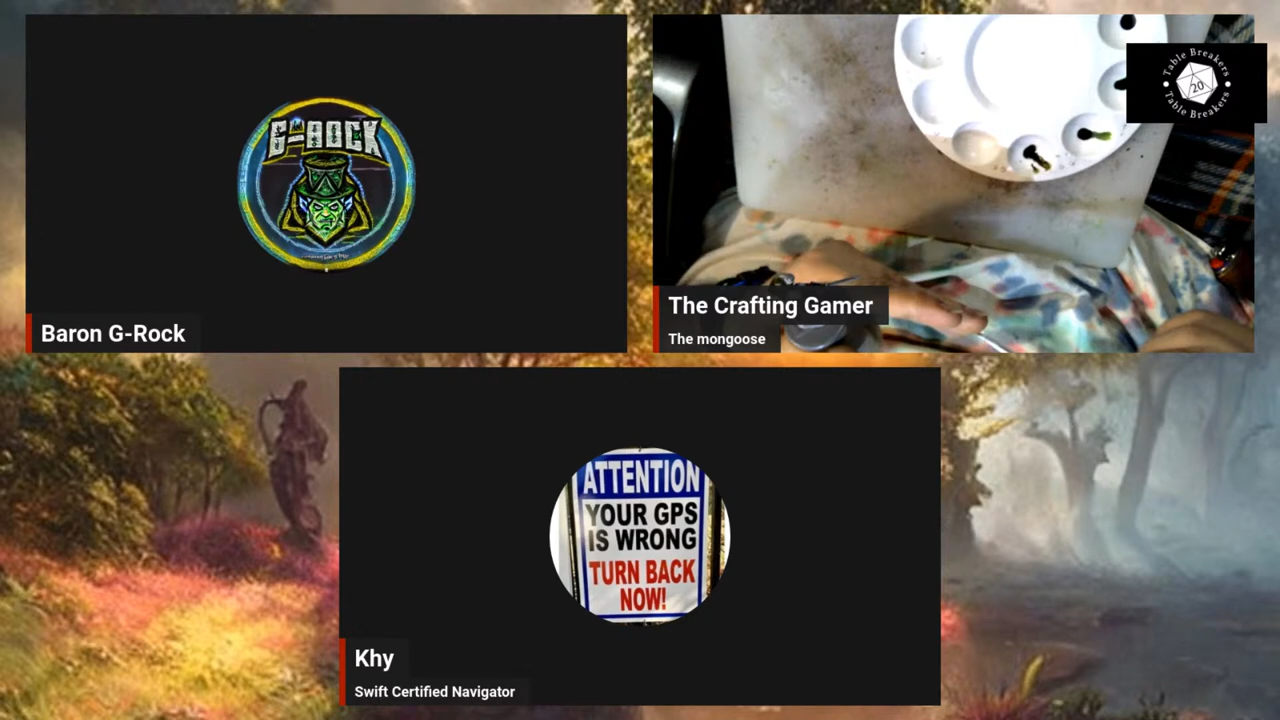 G-ROCK
Baron G-Rock
The Crafting Gamer
The mongoose
Table Breakers
20
Table Breakers
ATTENTION
YOUR GPS
IS WRONG
TURN BACK
NOW!
Khy
Swift Certified Navigator